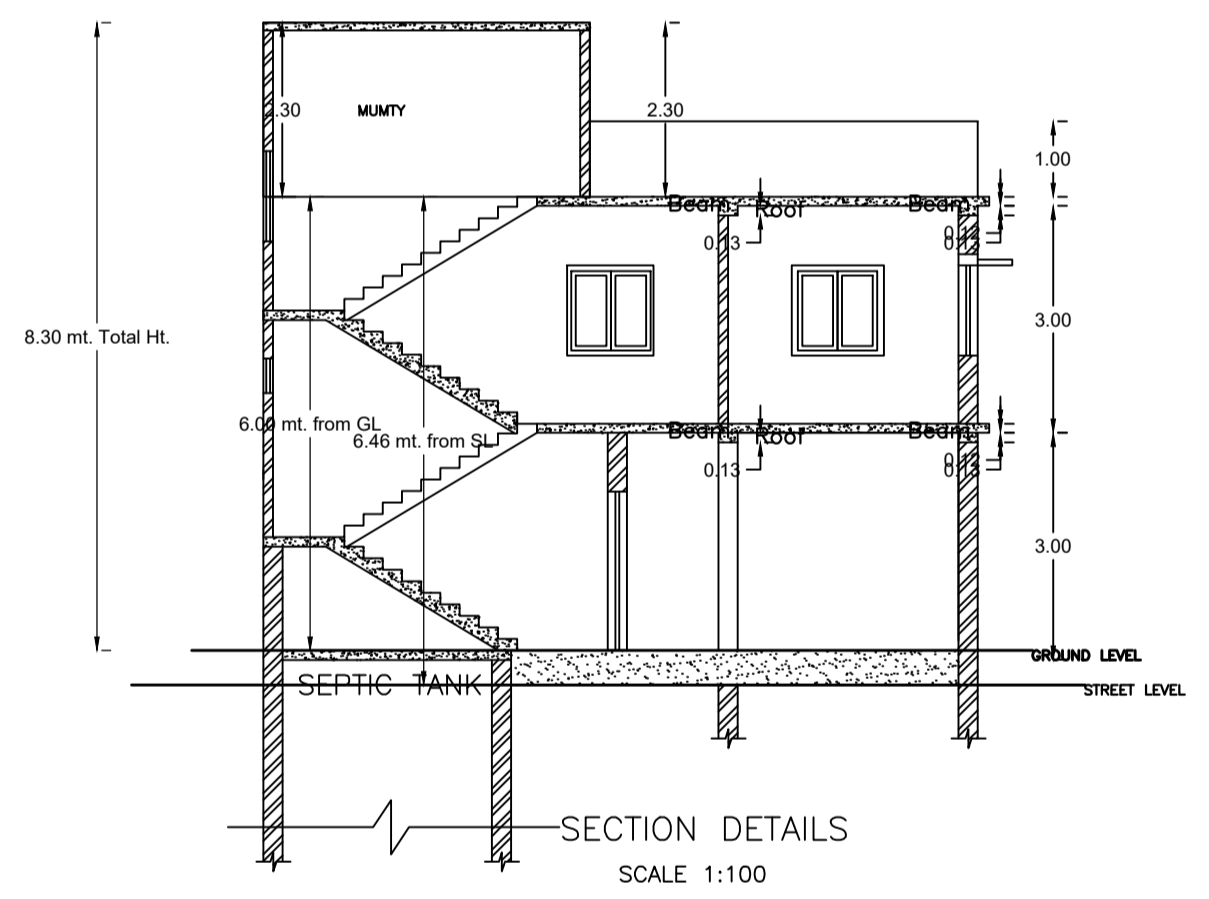 2.30
MUMTY
2.30
1.00
Beam
Roof
Beam
0.13
0.12
0.13
8.30 mt. Total Ht.
3.00
6.00 mt. from GL
6.46 mt. from SL
Beam
Roof
Beam
0.13
0.12
0.13
3.00
GROUND LEVEL
SEPTIC TANK
STREET LEVEL
SECTION DETAILS
SCALE 1:100